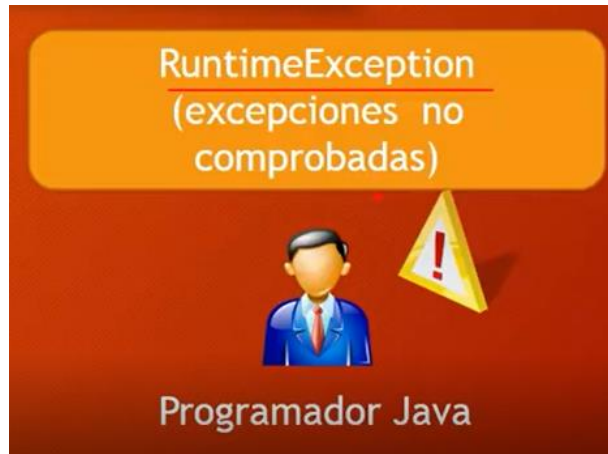 RuntimeException
(excepciones no
comprobadas)
!
Programador Java